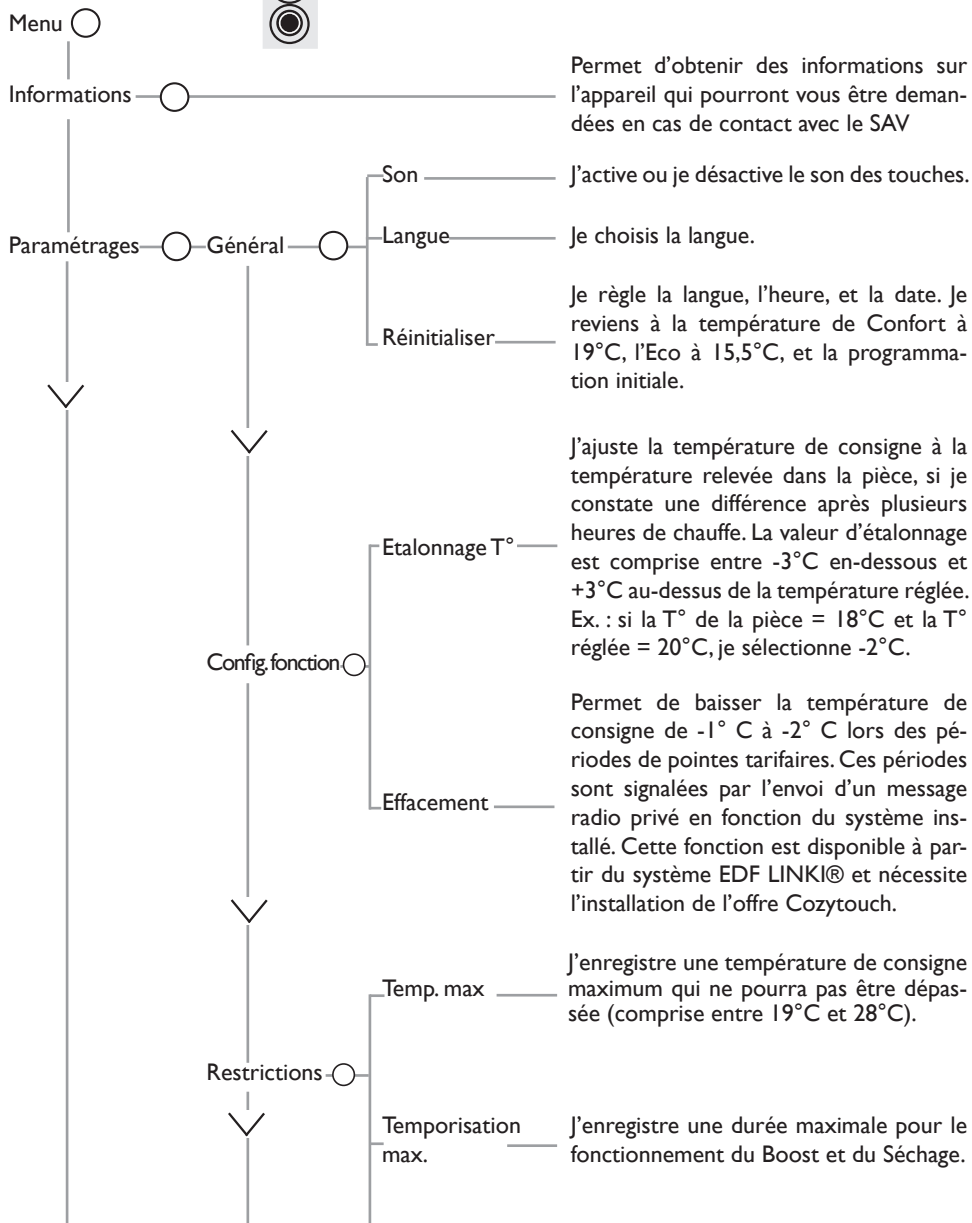 Menu
Informations
Permet d'obtenir des informations sur
l'appareil qui pourront vous être deman-
dées en cas de contact avec le SAV
Paramétrages
Général
Son
J'active ou je désactive le son des touches.
Langue
Je choisis la langue.
Réinitialiser
Je règle la langue, l'heure, et la date. Je
reviens à la température de Confort à
19°C, l'Eco à 15,5°C, et la programma-
tion initiale.
Config. fonction
Etalonnage T°
J'ajuste la température de consigne à la
température relevée dans la pièce, si je
constate une différence après plusieurs
heures de chauffe. La valeur d'étalonnage
est comprise entre -3°C en-dessous et
+3°C au-dessus de la température réglée.
Ex. : si la T° de la pièce = 18°C et la T°
réglée = 20°C, je sélectionne -2°C.
Effacement
Permet de baisser la température de
consigne de -1° C à -2° C lors des pé-
riodes de pointes tarifaires. Ces périodes
sont signalées par l'envoi d'un message
radio privé en fonction du système ins-
tallé. Cette fonction est disponible à par-
tir du système EDF LINKI® et nécessite
l'installation de l'offre Cozytouch.
Restrictions
Temp. max
J'enregistre une température de consigne
maximum qui ne pourra pas être dépas-
sée (comprise entre 19°C et 28°C).
Temporisation
max.
J'enregistre une durée maximale pour le
fonctionnement du Boost et du Séchage.